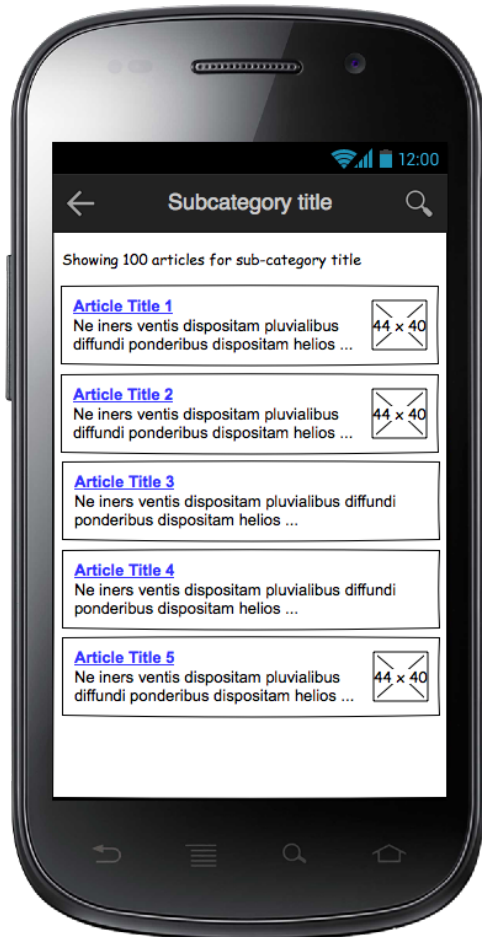 12:00
Subcategory title
Showing 100 articles for sub-category title
Article Title 1
Ne iners ventis dispositam pluvialibus
diffundi ponderibus dispositam helios ...
44 x 40
Article Title 2
Ne iners ventis dispositam pluvialibus
diffundi ponderibus dispositam helios ...
44 x 40
Article Title 3
Ne iners ventis dispositam pluvialibus diffundi
ponderibus dispositam helios ...
Article Title 4
Ne iners ventis dispositam pluvialibus diffundi
ponderibus dispositam helios ...
Article Title 5
Ne iners ventis dispositam pluvialibus
diffundi ponderibus dispositam helios ...
44 x 40